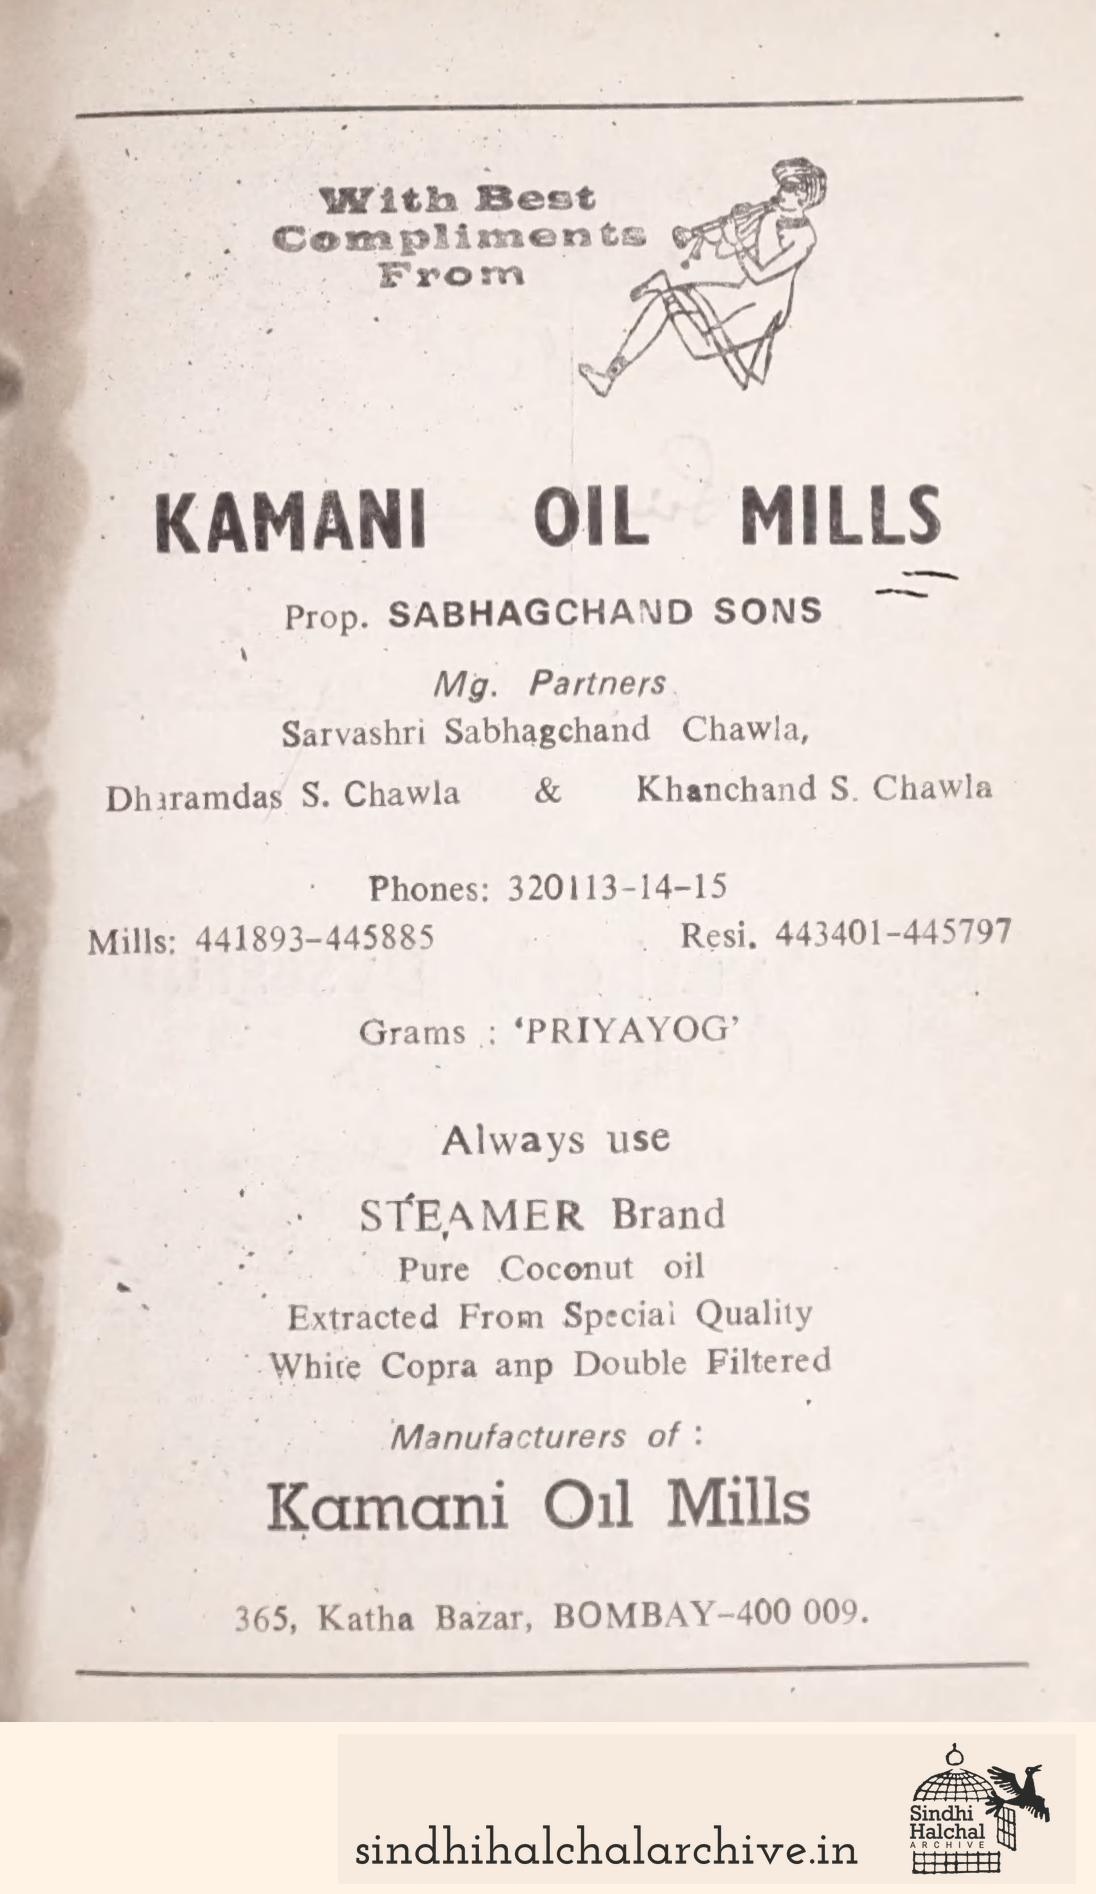 With Best
Compliments
From
KAMANI OIL MILLS
Prop. SABHAGCHAND SONS
Mg. Partners
Sarvashri Sabhagchand Chawla,
Dharamdas S. Chawla & Khanchand S. Chawla
Phones: 320113-14-15
Mills: 441893-445885 Resi. 443401-445797
Grams : ‘PRIYAYOG’
Always use
STEAMER Brand
Pure Coconut oil
Extracted From Special Quality
White Copra anp Double Filtered
Manufacturers of :
Kamani Oil Mills
365, Katha Bazar, BOMBAY-400 009.
sindhihalchalarchive.in
Sindhi
Halchal
ARCHIVE